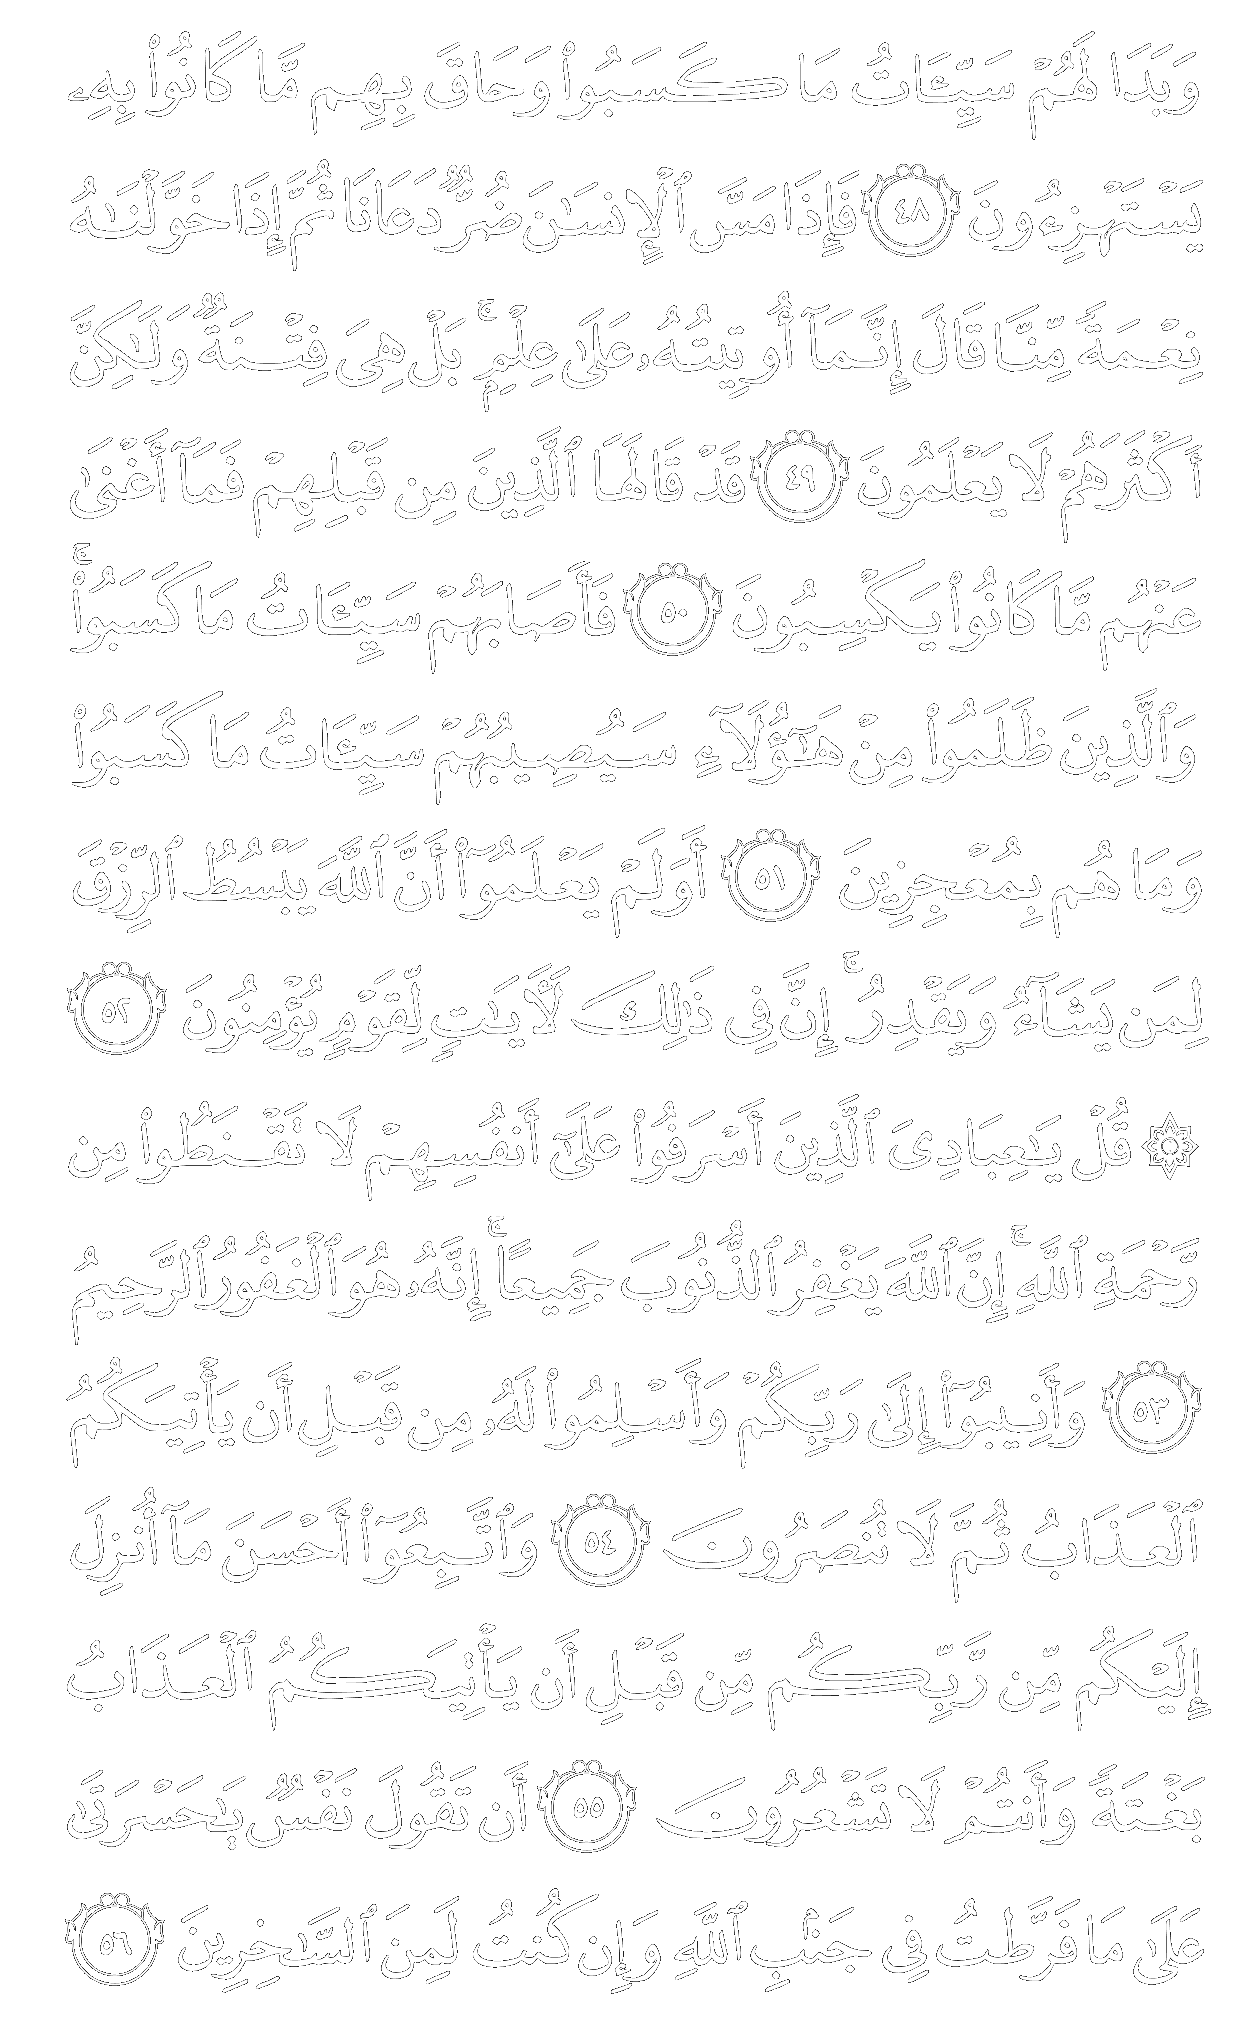 وَبَدَا لَهُمْ سَيِّـَٔاتُ مَا كَسَبُوا۟ وَحَاقَ بِهِم مَّا كَانُوا۟ بِهِۦ
يَسْتَهْزِءُونَ ٤٨ فَإِذَا مَسَّ ٱلْإِنسَـٰنَ ضُرٌّ دَعَانَا ثُمَّ إِذَا خَوَّلْنَـٰهُ
نِعْمَةً مِّنَّا قَالَ إِنَّمَآ أُوتِيتُهُۥ عَلَىٰ عِلْمٍۭ ۚ بَلْ هِىَ فِتْنَةٌ وَلَـٰكِنَّ
أَكْثَرَهُمْ لَا يَعْلَمُونَ ٤٩ قَدْ قَالَهَا ٱلَّذِينَ مِن قَبْلِهِمْ فَمَآ أَغْنَىٰ
عَنْهُم مَّا كَانُوا۟ يَكْسِبُونَ ٥٠ فَأَصَابَهُمْ سَيِّـَٔاتُ مَا كَسَبُوا۟ ۚ
وَٱلَّذِينَ ظَلَمُوا۟ مِنْ هَـٰٓؤُلَآءِ سَيُصِيبُهُمْ سَيِّـَٔاتُ مَا كَسَبُوا۟
وَمَا هُم بِمُعْجِزِينَ ٥١ أَوَلَمْ يَعْلَمُوٓا۟ أَنَّ ٱللَّهَ يَبْسُطُ ٱلرِّزْقَ
لِمَن يَشَآءُ وَيَقْدِرُ ۚ إِنَّ فِى ذَٰلِكَ لَـَٔايَـٰتٍ لِّقَوْمٍ يُؤْمِنُونَ ٥٢
۞ قُلْ يَـٰعِبَادِىَ ٱلَّذِينَ أَسْرَفُوا۟ عَلَىٰٓ أَنفُسِهِمْ لَا تَقْنَطُوا۟ مِن
رَّحْمَةِ ٱللَّهِ ۚ إِنَّ ٱللَّهَ يَغْفِرُ ٱلذُّنُوبَ جَمِيعًا ۚ إِنَّهُۥ هُوَ ٱلْغَفُورُ ٱلرَّحِيمُ
٥٣ وَأَنِيبُوٓا۟ إِلَىٰ رَبِّكُمْ وَأَسْلِمُوا۟ لَهُۥ مِن قَبْلِ أَن يَأْتِيَكُمُ
ٱلْعَذَابُ ثُمَّ لَا تُنصَرُونَ ٥٤ وَٱتَّبِعُوٓا۟ أَحْسَنَ مَآ أُنزِلَ
إِلَيْكُم مِّن رَّبِّكُم مِّن قَبْلِ أَن يَأْتِيَكُمُ ٱلْعَذَابُ
بَغْتَةً وَأَنتُمْ لَا تَشْعُرُونَ ٥٥ أَن تَقُولَ نَفْسٌ يَـٰحَسْرَتَىٰ
عَلَىٰ مَا فَرَّطتُ فِى جَنۢبِ ٱللَّهِ وَإِن كُنتُ لَمِنَ ٱلسَّـٰخِرِينَ ٥٦